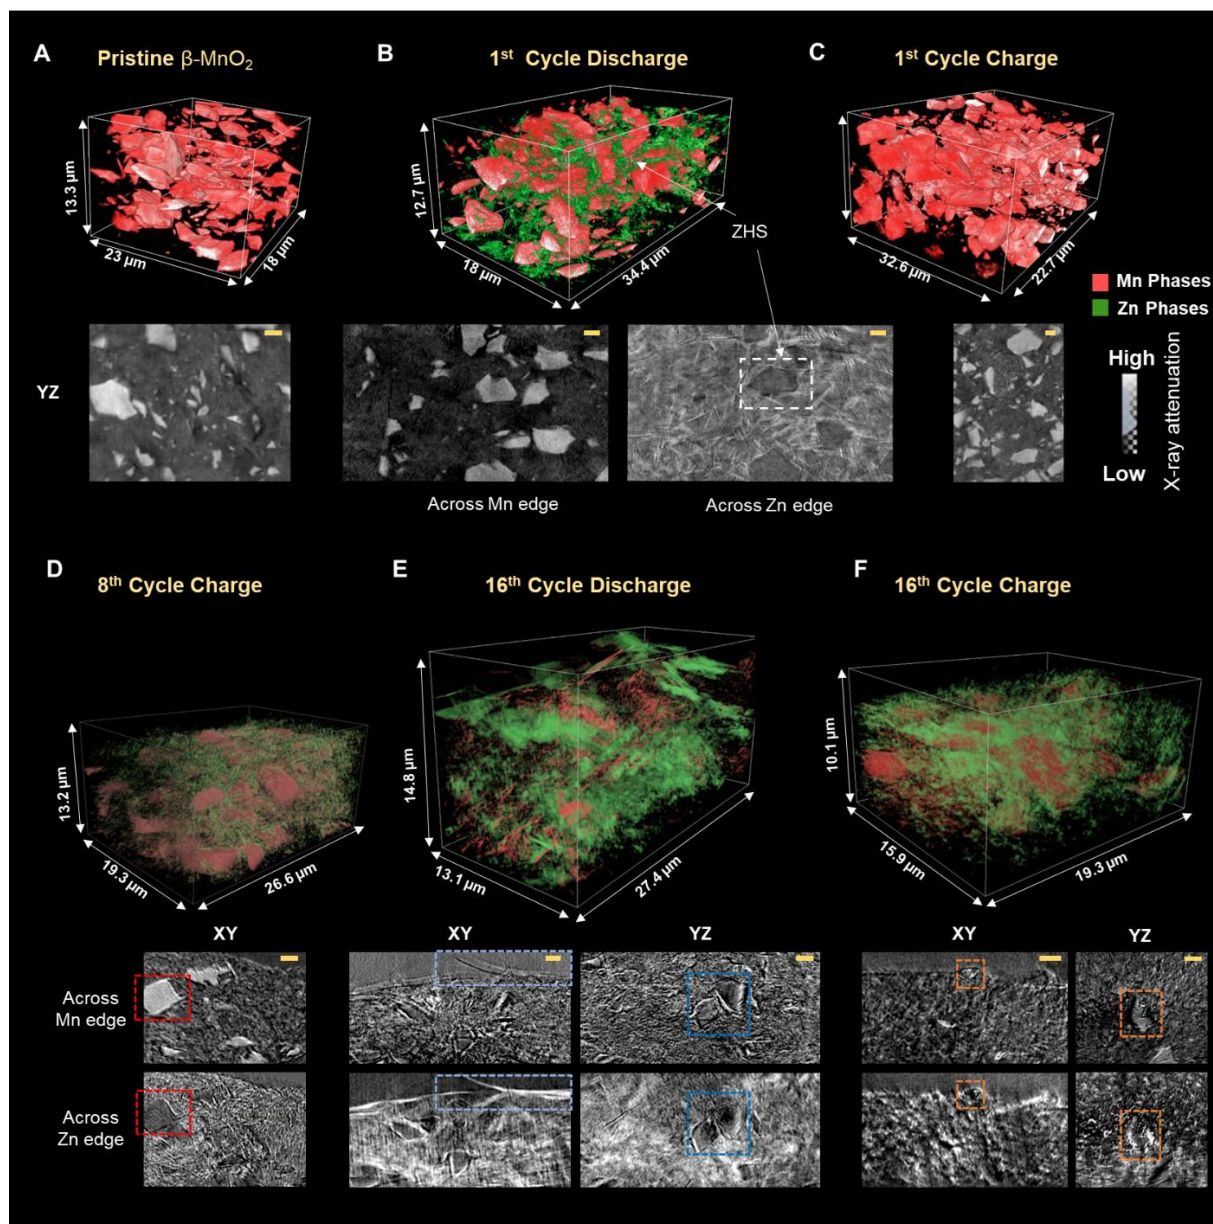 A
Pristine β-MnO₂
B
1ˢᵗ Cycle Discharge
C
1ˢᵗ Cycle Charge
13.3 µm
23 µm
18 µm
12.7 µm
18 µm
34.4 µm
ZHS
32.6 µm
22.7 µm
Mn Phases
Zn Phases
YZ
High
Low
X-ray attenuation
Across Mn edge
Across Zn edge
D
8ᵗʰ Cycle Charge
E
16ᵗʰ Cycle Discharge
F
16ᵗʰ Cycle Charge
13.2 µm
19.3 µm
26.6 µm
14.8 µm
13.1 µm
27.4 µm
10.1 µm
15.9 µm
19.3 µm
XY
XY
YZ
XY
YZ
Across
Mn edge
Across
Zn edge